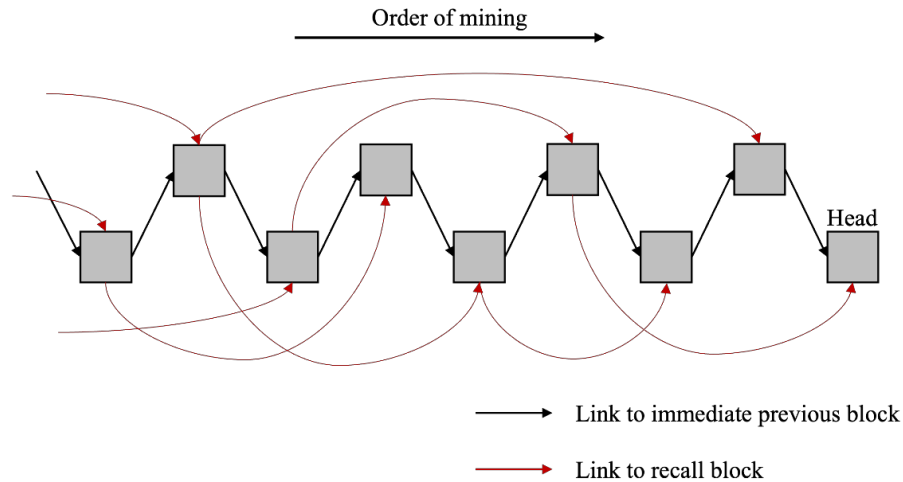 Order of mining
Head
Link to immediate previous block
Link to recall block